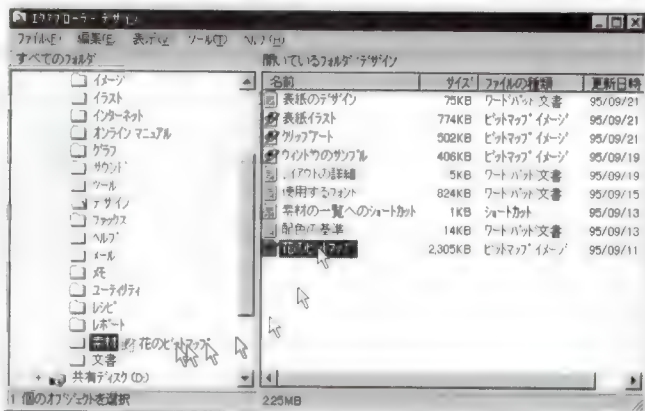 エクスプローラー デザイン
ファイル(F) 編集(E) 表示(V) ツール(T) ヘルプ(H)
すべてのフォルダ
開いているフォルダ:デザイン
イメージ
イラスト
インターネット
オンライン マニュアル
グラフ
サウンド
ツール
デザイン
ファックス
ヘルプ
メール
メモ
ユーティリティ
レシピ
レポート
素材 花のビットマップ
文書
共有ディスク (D:)
名前 サイズ ファイルの種類 更新日時
表紙のデザイン 75KB ワードパット 文書 95/09/21
表紙イラスト 774KB ビットマップ イメージ 95/09/21
クリップアート 502KB ビットマップ イメージ 95/09/21
ウィンドウのサンプル 406KB ビットマップ イメージ 95/09/19
レイアウトの詳細 5KB ワードパット 文書 95/09/19
使用するフォント 824KB ワードパット 文書 95/09/15
素材の一覧へのショートカット 1KB ショートカット 95/09/13
配色の基準 14KB ワードパット 文書 95/09/13
花のビットマップ 2,305KB ビットマップ イメージ 95/09/11
1 個のオブジェクトを選択
2.25MB